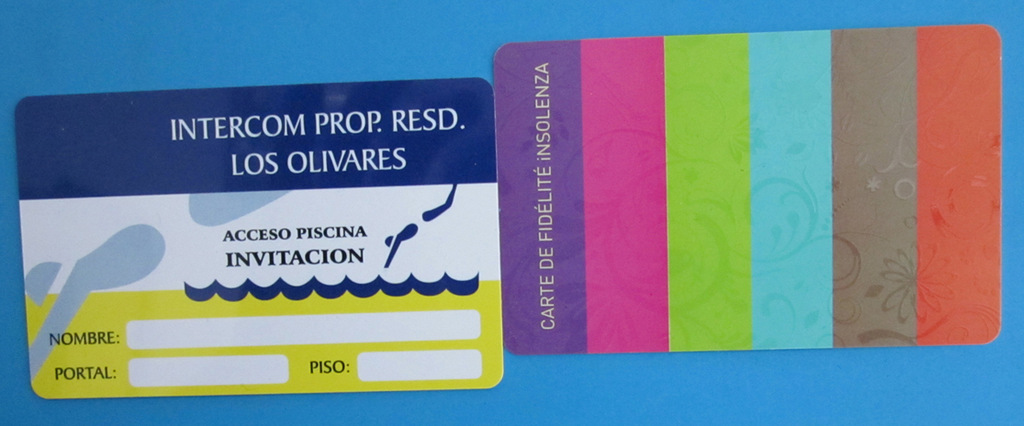 INTERCOM PROP. RESD.
LOS OLIVARES
ACCESO PISCINA
INVITACION
NOMBRE:
PORTAL:
PISO:
CARTE DE FIDÉLITÉ iNSOLENZA